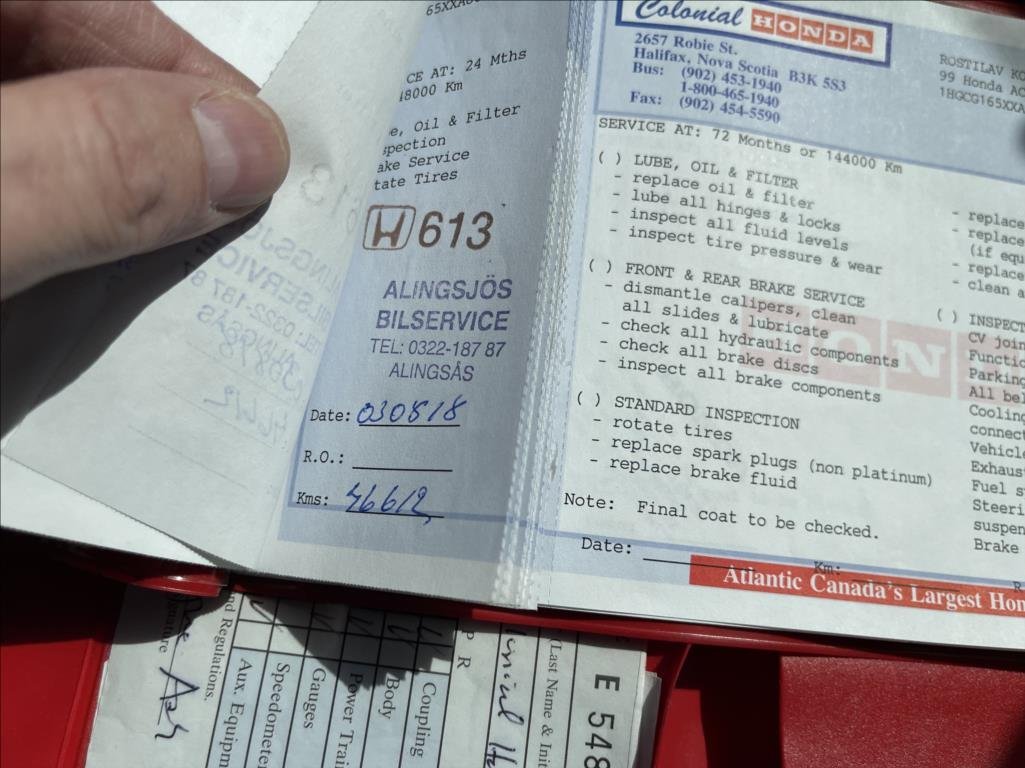 65XXA
CE AT: 24 Mths
48000 Km
e, Oil & Filter
spection
ake Service
tate Tires
H 613
ALINGSJÖS
BILSERVICE
TEL: 0322-187 87
ALINGSÅS
Date: 030818
R.O.:
Kms: 46612
Colonial HONDA
2657 Robie St.
Halifax, Nova Scotia B3K 5S3
Bus: (902) 453-1940
1-800-465-1940
Fax: (902) 454-5590
ROSTILAV KO
99 Honda AC
1HGCG165XXA
SERVICE AT: 72 Months or 144000 Km
( ) LUBE, OIL & FILTER
- replace oil & filter
- lube all hinges & locks
- inspect all fluid levels
- inspect tire pressure & wear
( ) FRONT & REAR BRAKE SERVICE
- dismantle calipers, clean
all slides & lubricate
- check all hydraulic components
- check all brake discs
- inspect all brake components
( ) STANDARD INSPECTION
- rotate tires
- replace spark plugs (non platinum)
- replace brake fluid
Note: Final coat to be checked.
Date: Km:
- replace
- replace
(if equ
- replace
- clean a
( ) INSPECT
CV join
Functio
Parking
All bel
Cooling
connect
Vehicle
Exhaust
Fuel s
Steeri
suspen
Brake
R
Atlantic Canada's Largest Hon
E 548
(Last Name & Init
P R
Coupling
Body
Power Trai
Gauges
Speedomete
Aux. Equipm
nd Regulations.
gnature